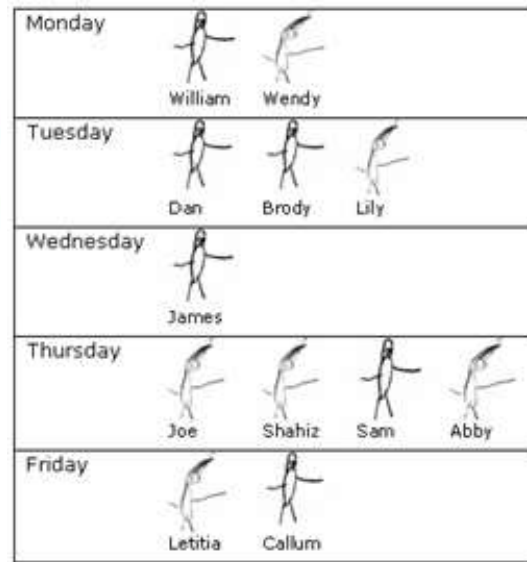 Monday
William Wendy
Tuesday
Dan Brody Lily
Wednesday
James
Thursday
Joe Shahiz Sam Abby
Friday
Letitia Callum